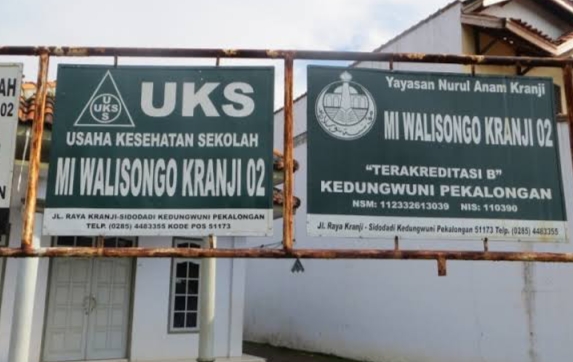 UKS
UKS
USAHA KESEHATAN SEKOLAH
MI WALISONGO KRANJI 02
JL. RAYA KRANJI-SIDODADI KEDUNGWUNI PEKALONGAN
TELP. (0285) 4483355 KODE POS 51173
Yayasan Nurul Anam Kranji
MI WALISONGO KRANJI 02
"TERAKREDITASI B"
KEDUNGWUNI PEKALONGAN
NSM: 112332613039 NIS: 110390
Jl. Raya Kranji - Sidodadi Kedungwuni Pekalongan 51173 Telp. (0285) 4483355
02
N